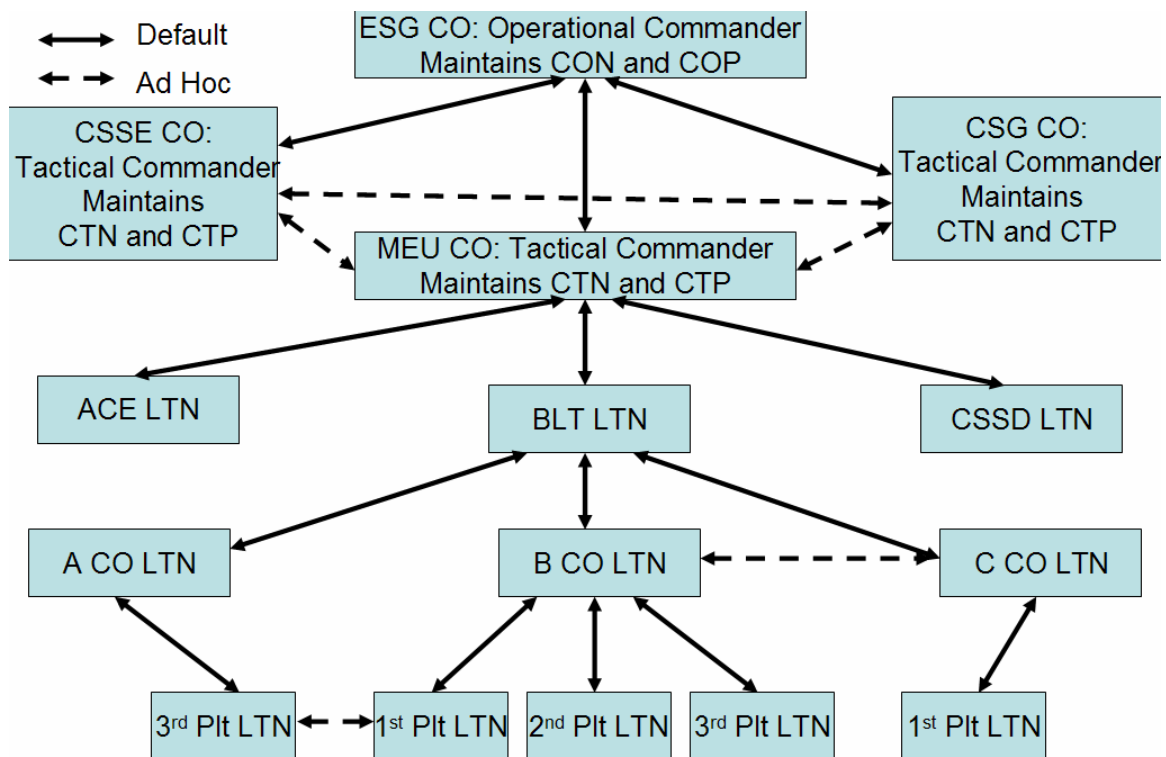 Default
Ad Hoc
ESG CO: Operational Commander
Maintains CON and COP
CSSE CO:
Tactical Commander
Maintains
CTN and CTP
CSG CO:
Tactical Commander
Maintains
CTN and CTP
MEU CO: Tactical Commander
Maintains CTN and CTP
ACE LTN
BLT LTN
CSSD LTN
A CO LTN
B CO LTN
C CO LTN
3rd Plt LTN
1st Plt LTN
2nd Plt LTN
3rd Plt LTN
1st Plt LTN